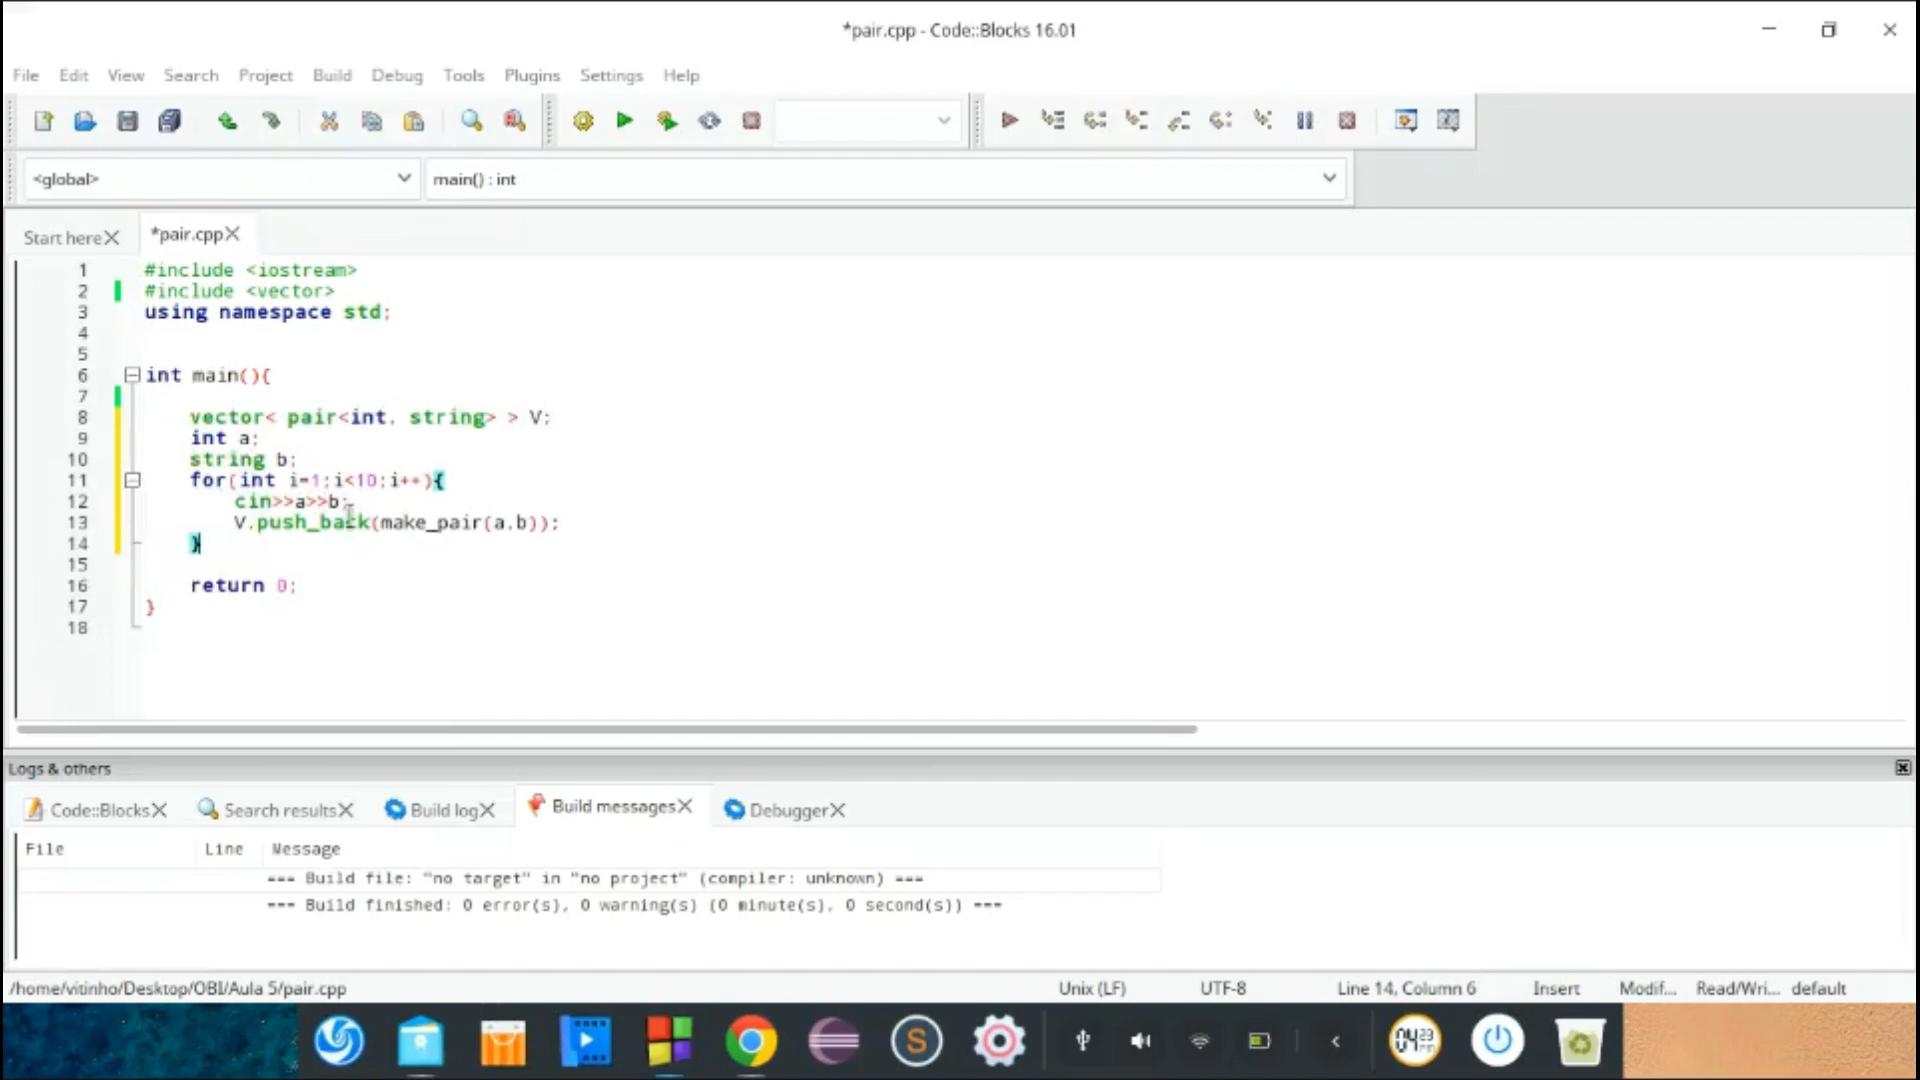 *pair.cpp - Code::Blocks 16.01
File Edit View Search Project Build Debug Tools Plugins Settings Help
<global> main() : int
Start here *pair.cpp
1 #include <iostream>
2 #include <vector>
3 using namespace std;
4
5
6 int main(){
7
8 vector< pair<int, string> > V;
9 int a;
10 string b;
11 for(int i=1;i<10;i++){
12 cin>>a>>b;
13 V.push_back(make_pair(a,b));
14 }
15
16 return 0;
17 }
18
Logs & others
Code::Blocks Search results Build log Build messages Debugger
File Line Message
=== Build file: "no target" in "no project" (compiler: unknown) ===
=== Build finished: 0 error(s), 0 warning(s) (0 minute(s), 0 second(s)) ===
/home/vitinho/Desktop/OBI/Aula 5/pair.cpp Unix (LF) UTF-8 Line 14, Column 6 Insert Modif... Read/Wri... default
S 04 23 PM